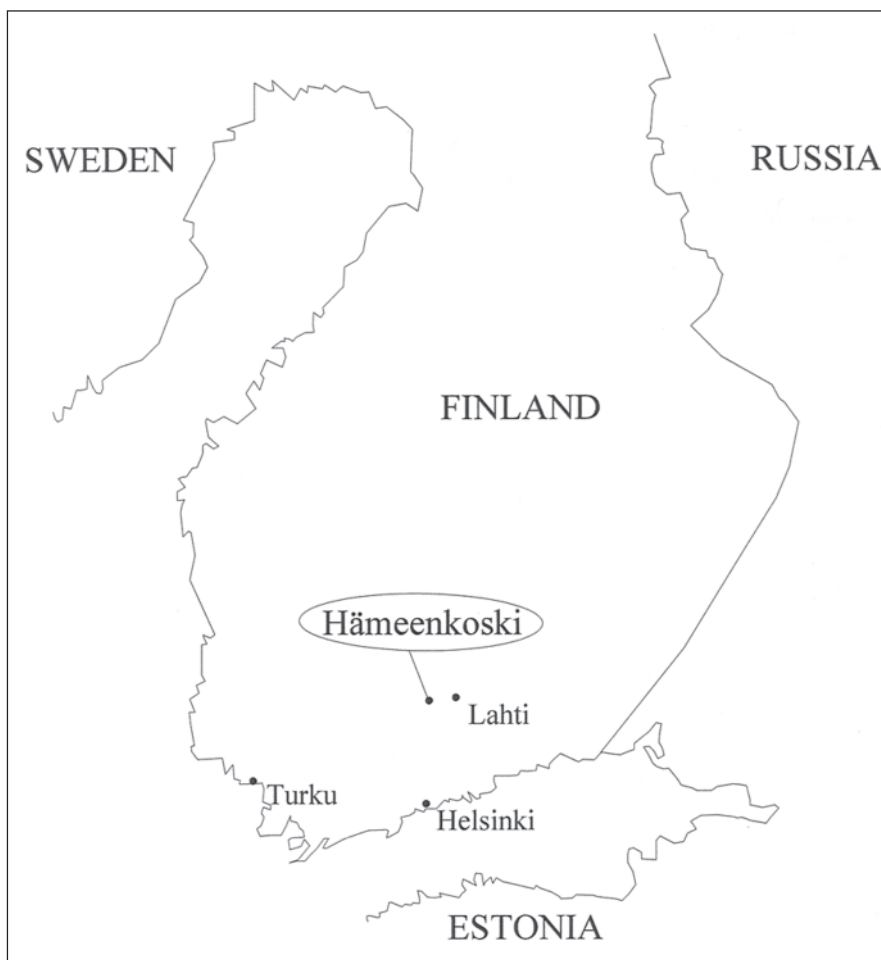 SWEDEN
RUSSIA
FINLAND
Hämeenkoski
Lahti
Turku
Helsinki
ESTONIA